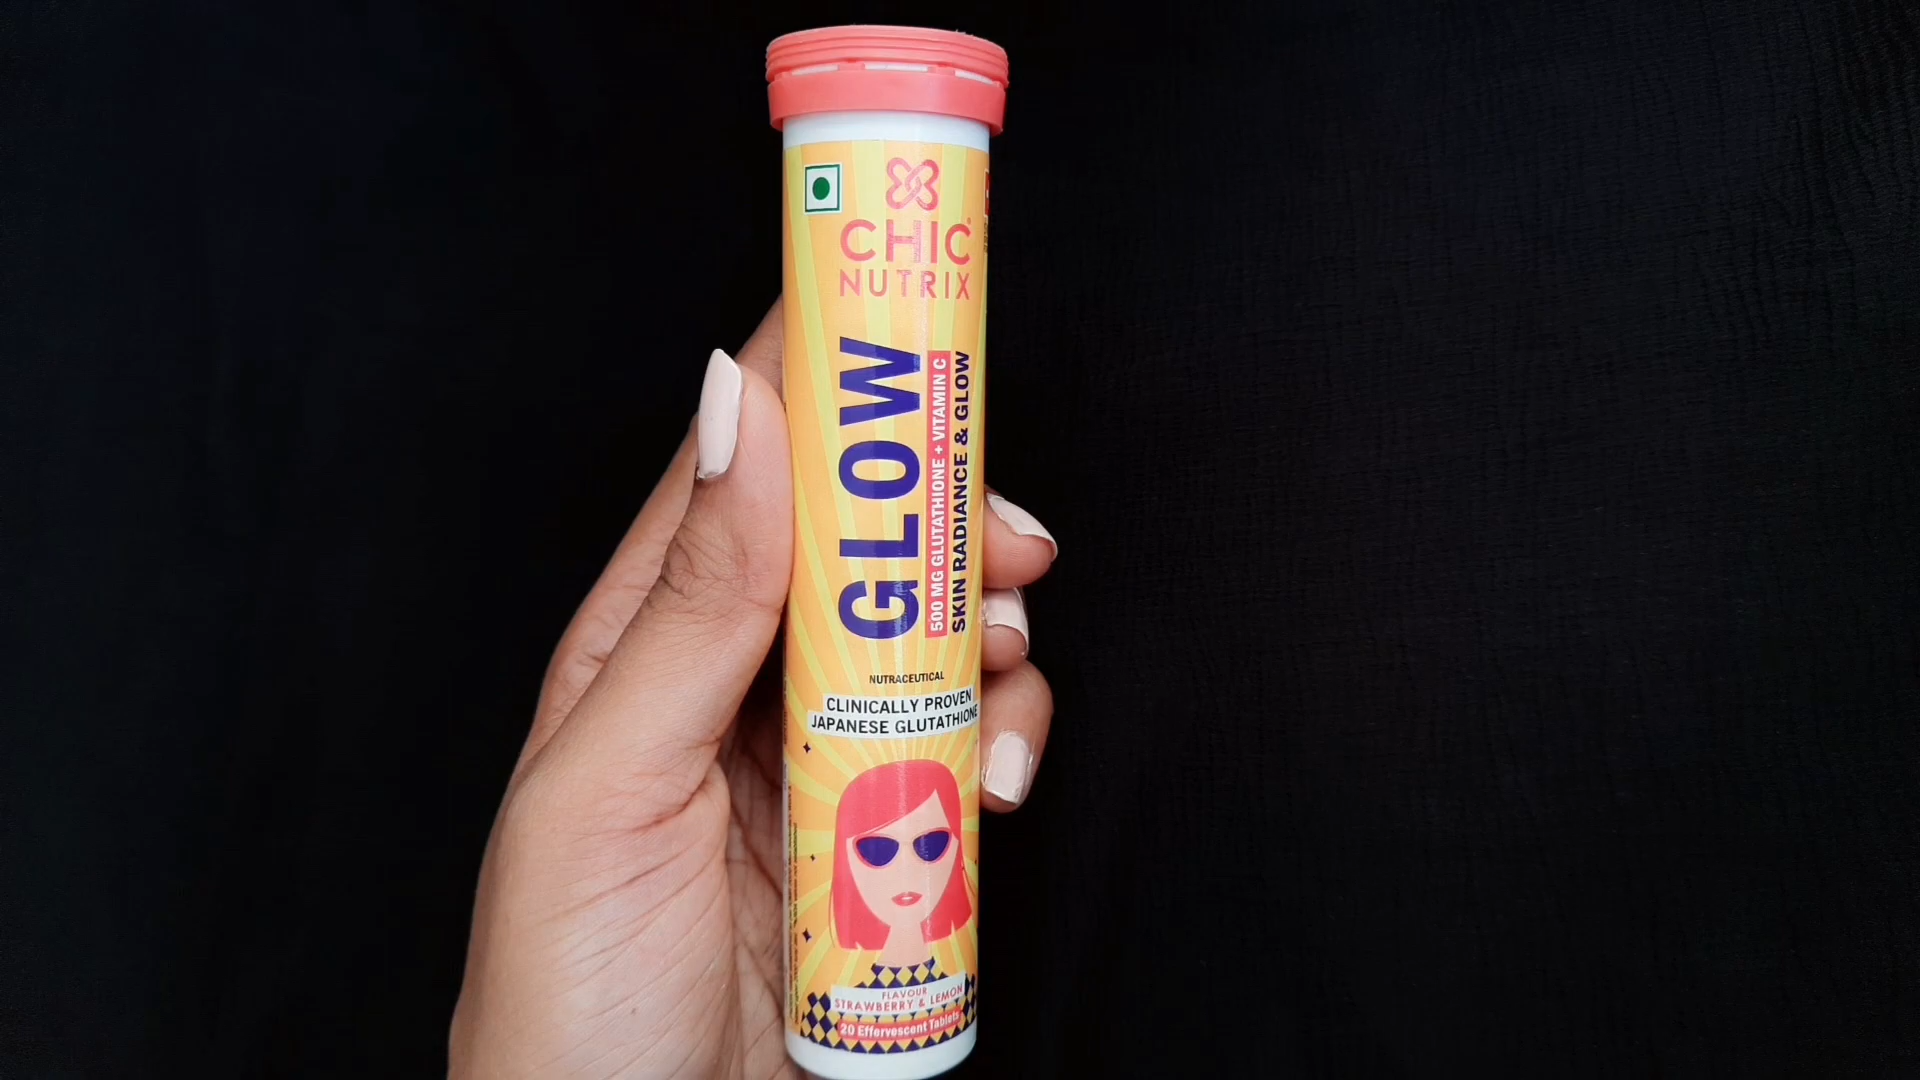 CHIC
NUTRIX
GLOW
500 MG GLUTATHIONE + VITAMIN C
SKIN RADIANCE & GLOW
NUTRACEUTICAL
CLINICALLY PROVEN
JAPANESE GLUTATHIONE
FLAVOUR
STRAWBERRY & LEMON
20 Effervescent Tablets